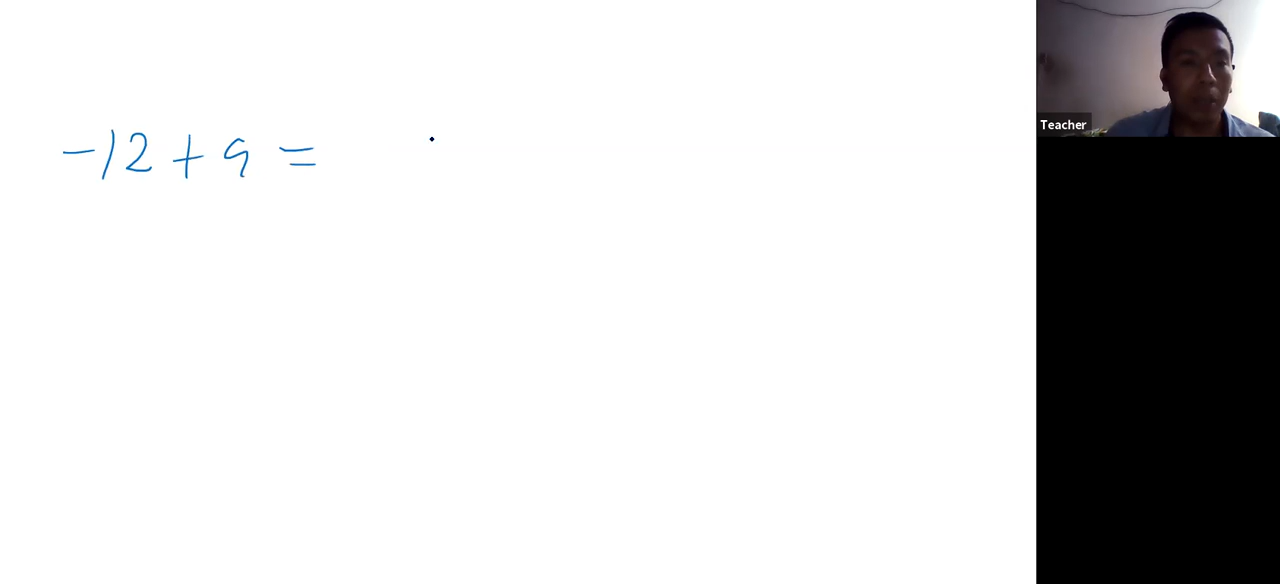 -12 + 9 =
Teacher